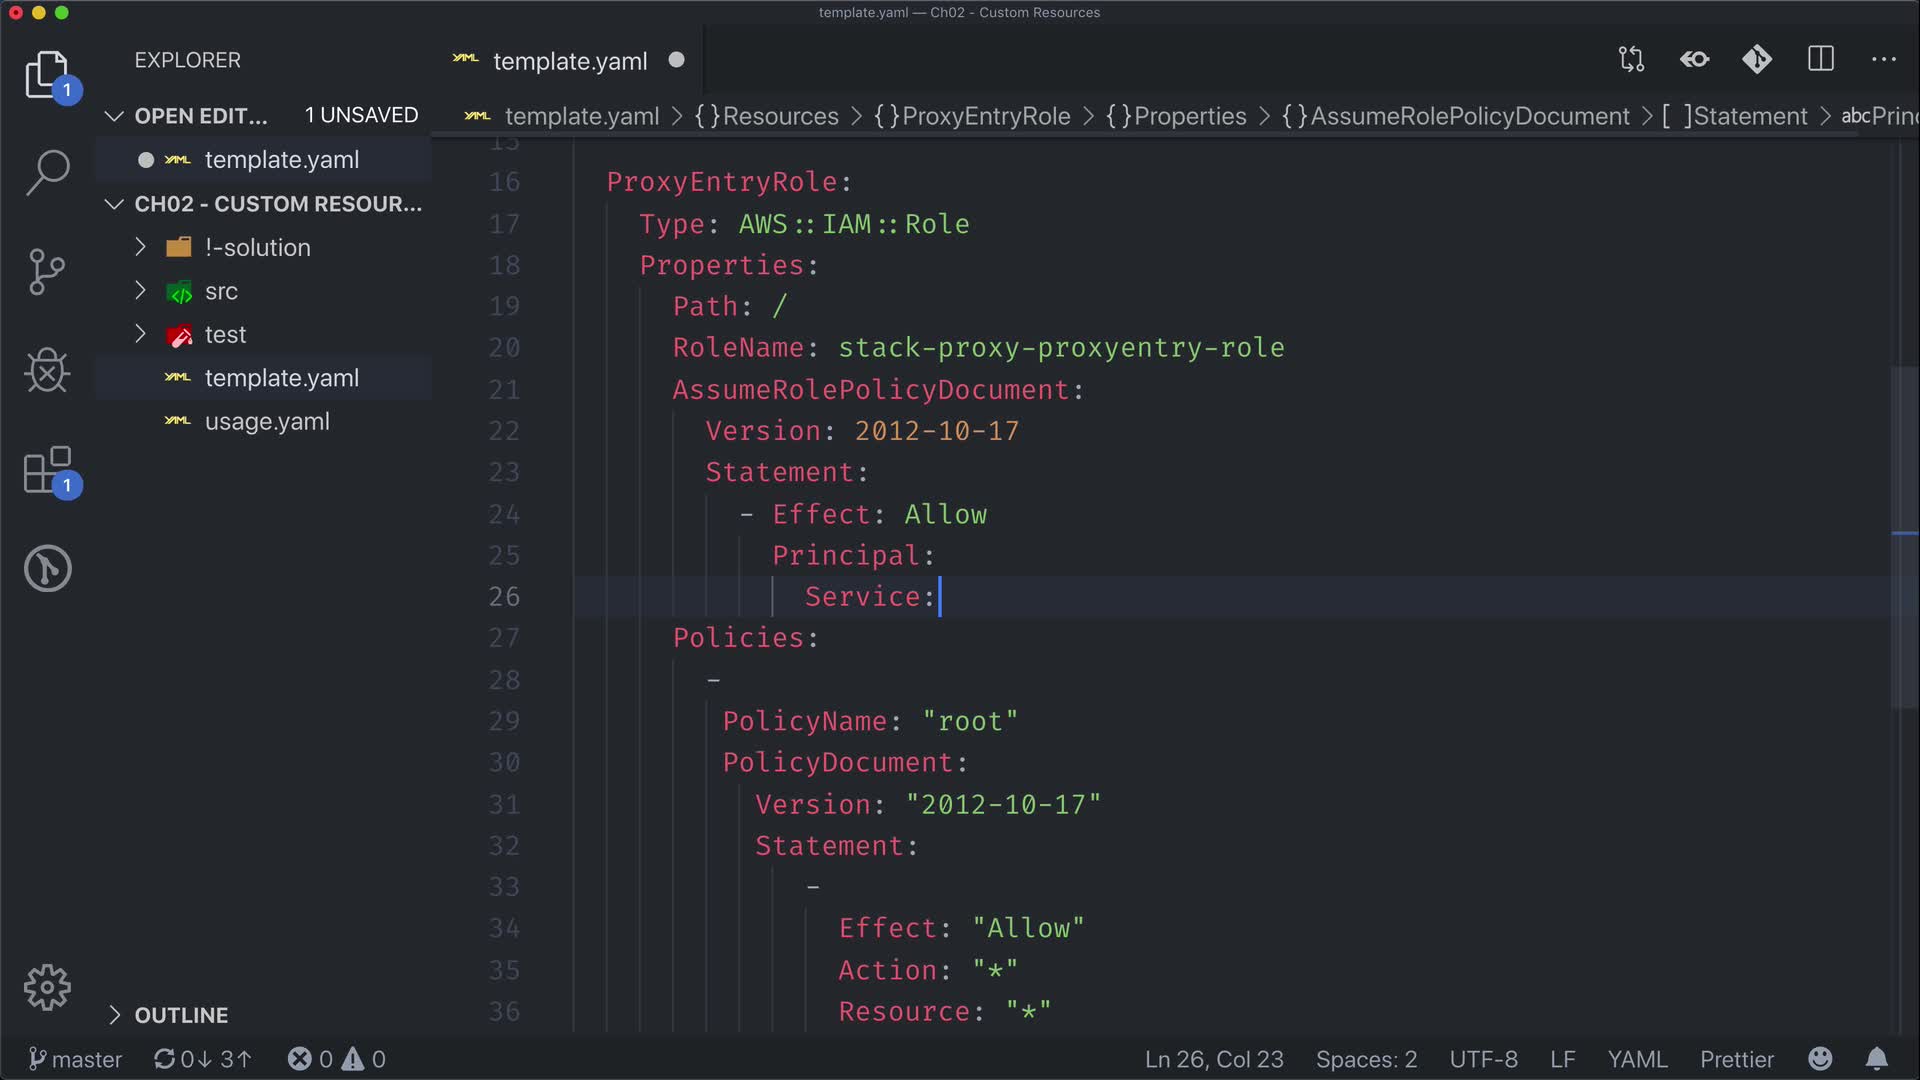 template.yaml — Ch02 - Custom Resources
EXPLORER
template.yaml
1
OPEN EDIT... 1 UNSAVED
template.yaml > {}Resources > {}ProxyEntryRole > {}Properties > {}AssumeRolePolicyDocument > [ ]Statement > abcPrinc
template.yaml
CH02 - CUSTOM RESOUR...
!-solution
src
test
template.yaml
usage.yaml
1
OUTLINE
15
16 ProxyEntryRole:
17 Type: AWS::IAM::Role
18 Properties:
19 Path: /
20 RoleName: stack-proxy-proxyentry-role
21 AssumeRolePolicyDocument:
22 Version: 2012-10-17
23 Statement:
24 - Effect: Allow
25 Principal:
26 Service:
27 Policies:
28 -
29 PolicyName: "root"
30 PolicyDocument:
31 Version: "2012-10-17"
32 Statement:
33 -
34 Effect: "Allow"
35 Action: "*"
36 Resource: "*"
master 0↓ 3↑ 0 0 Ln 26, Col 23 Spaces: 2 UTF-8 LF YAML Prettier